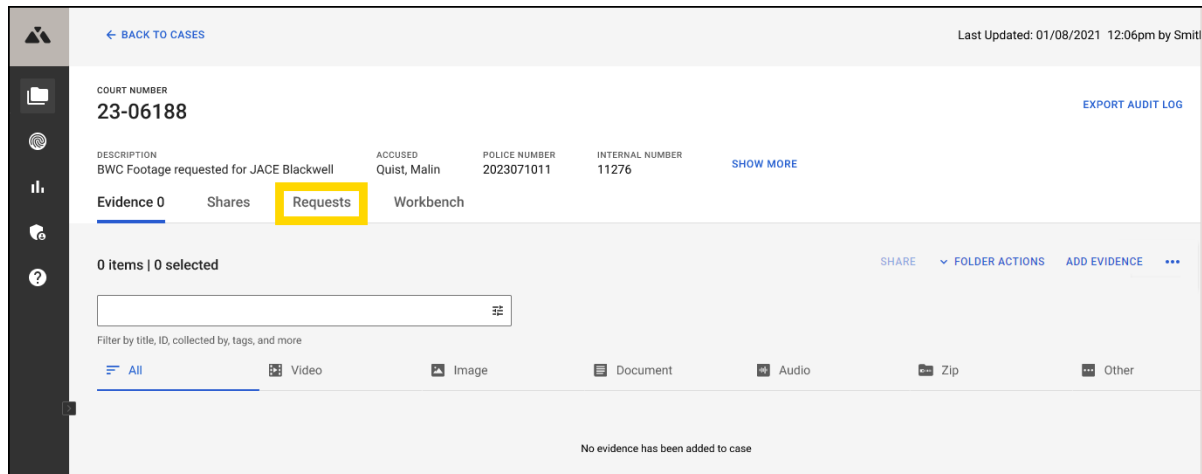 ← BACK TO CASES
Last Updated: 01/08/2021 12:06pm by Smitl
COURT NUMBER
23-06188
EXPORT AUDIT LOG
DESCRIPTION ACCUSED POLICE NUMBER INTERNAL NUMBER
BWC Footage requested for JACE Blackwell Quist, Malin 2023071011 11276 SHOW MORE
Evidence 0 Shares Requests Workbench
0 items | 0 selected SHARE FOLDER ACTIONS ADD EVIDENCE •••
Filter by title, ID, collected by, tags, and more
All Video Image Document Audio Zip Other
No evidence has been added to case